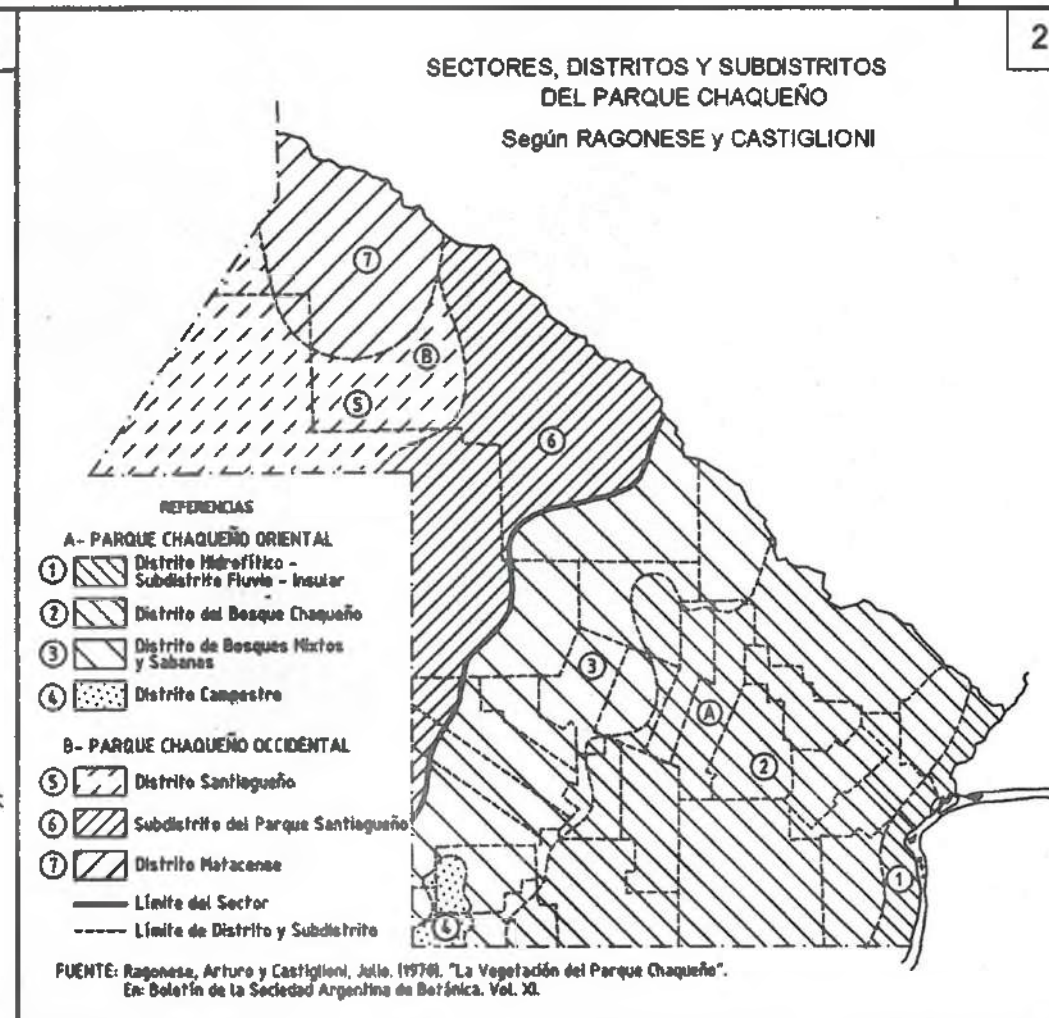 2
SECTORES, DISTRITOS Y SUBDISTRITOS
DEL PARQUE CHAQUEÑO
Según RAGONESE y CASTIGLIONI
7
B
5
6
3
A
2
1
4
REFERENCIAS
A- PARQUE CHAQUEÑO ORIENTAL
1 Distrito Hidrofítico -
Subdistrito Fluvio - Insular
2 Distrito del Bosque Chaqueño
3 Distrito de Bosques Mixtos
y Sabanas
4 Distrito Campestre
B- PARQUE CHAQUEÑO OCCIDENTAL
5 Distrito Santiagueño
6 Subdistrito del Parque Santiagueño
7 Distrito Matacense
Límite del Sector
Límite de Distrito y Subdistrito
FUENTE: Ragonese, Arturo y Castiglioni, Julio. "La Vegetación del Parque Chaqueño".
En: Boletín de la Sociedad Argentina de Botánica. Vol. XI.